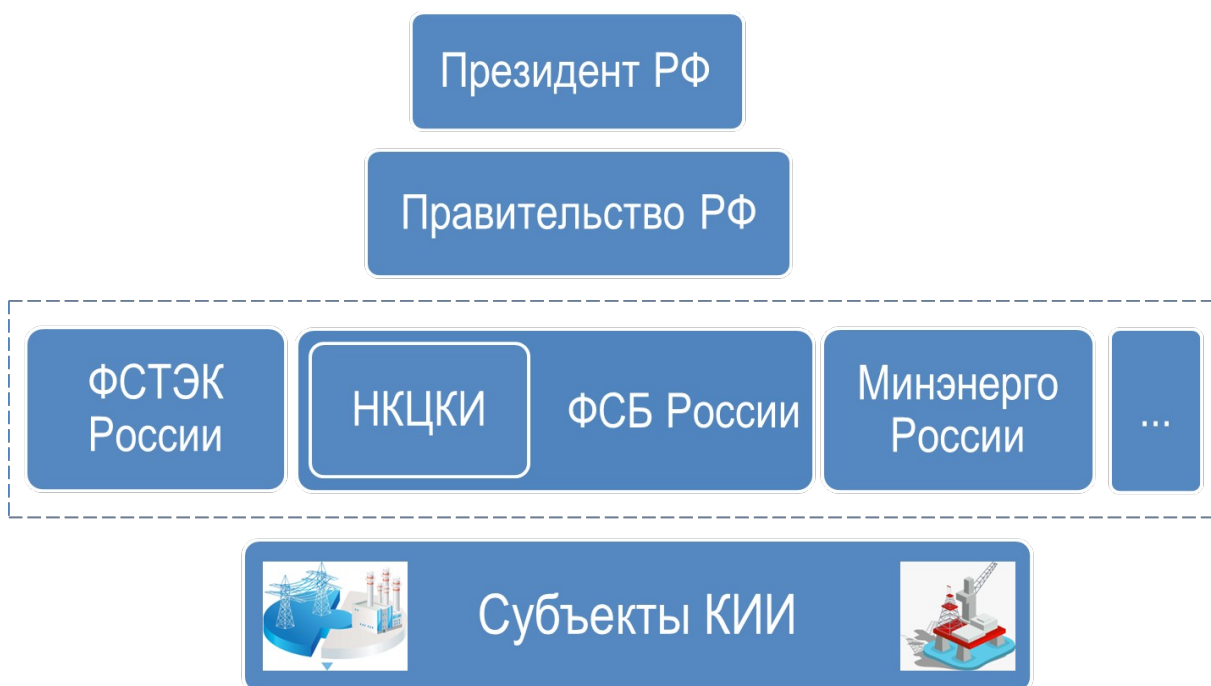 Президент РФ
Правительство РФ
ФСТЭК
России
НКЦКИ
ФСБ России
Минэнерго
России
...
Субъекты КИИ